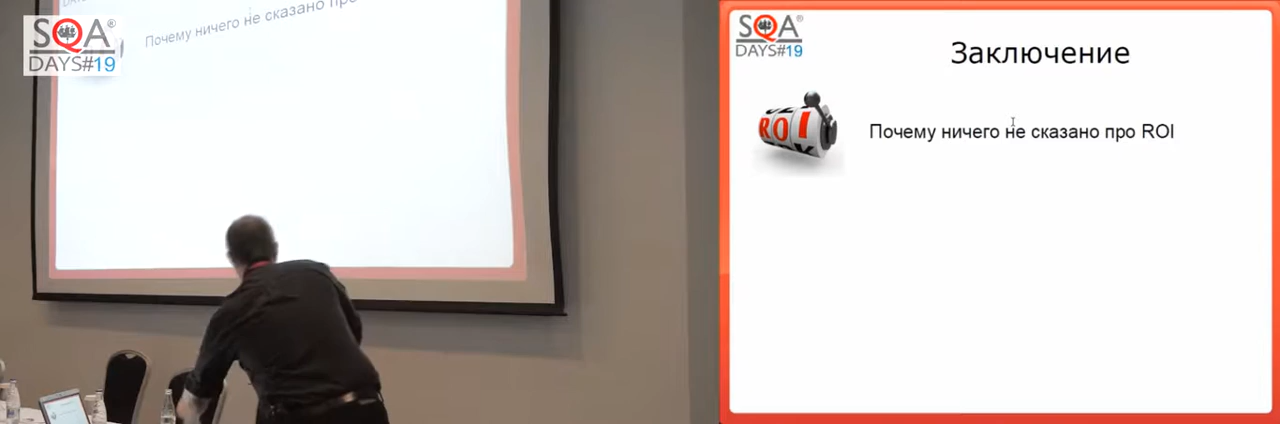 SQA®
DAYS#19
Почему ничего не сказано про
SQA®
DAYS#19
Заключение
ROI
Почему ничего не сказано про ROI